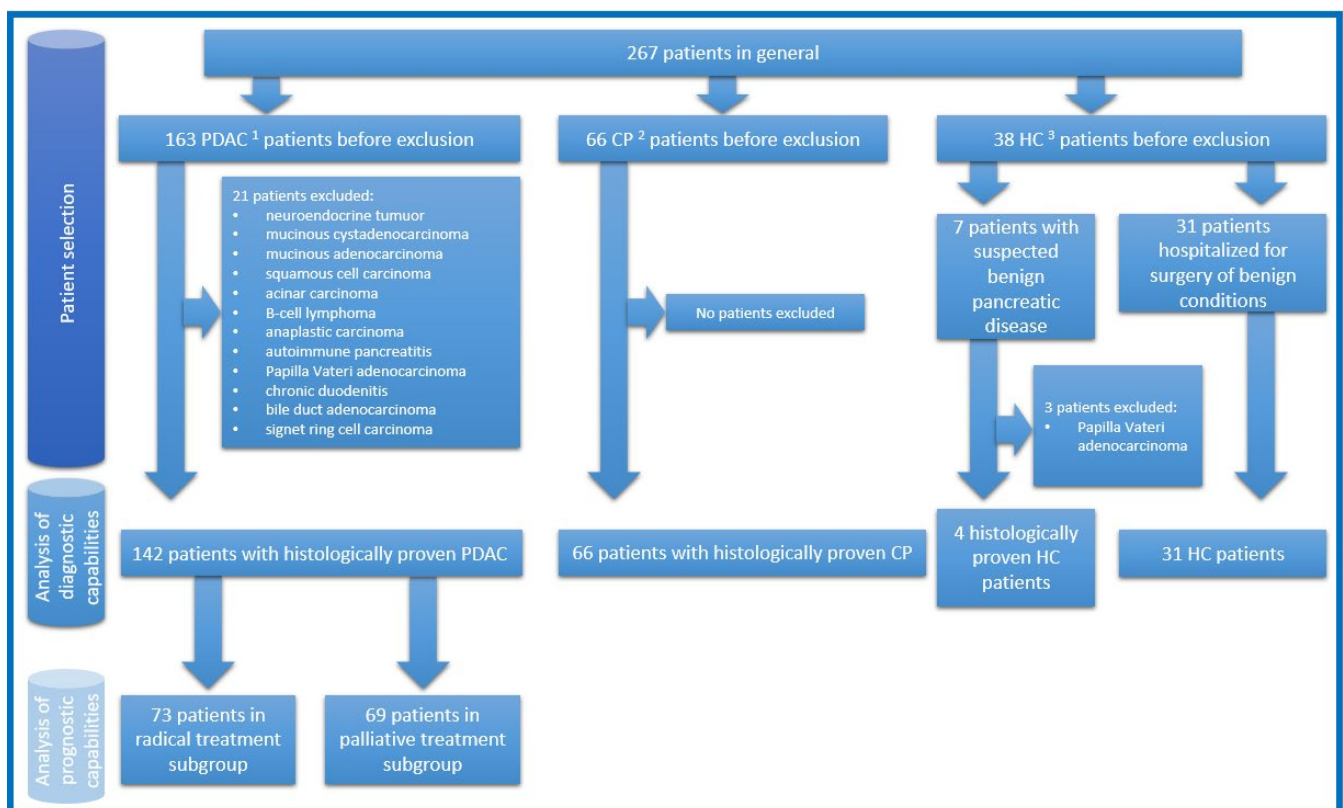 267 patients in general
163 PDAC ¹ patients before exclusion
66 CP ² patients before exclusion
38 HC ³ patients before exclusion
Patient selection
21 patients excluded:
• neuroendocrine tumuor
• mucinous cystadenocarcinoma
• mucinous adenocarcinoma
• squamous cell carcinoma
• acinar carcinoma
• B-cell lymphoma
• anaplastic carcinoma
• autoimmune pancreatitis
• Papilla Vateri adenocarcinoma
• chronic duodenitis
• bile duct adenocarcinoma
• signet ring cell carcinoma
No patients excluded
7 patients with
suspected
benign
pancreatic
disease
31 patients
hospitalized for
surgery of benign
conditions
3 patients excluded:
• Papilla Vateri
adenocarcinoma
Analysis of
diagnostic
capabilities
142 patients with histologically proven PDAC
66 patients with histologically proven CP
4 histologically
proven HC
patients
31 HC patients
Analysis of
prognostic
capabilities
73 patients in
radical treatment
subgroup
69 patients in
palliative treatment
subgroup